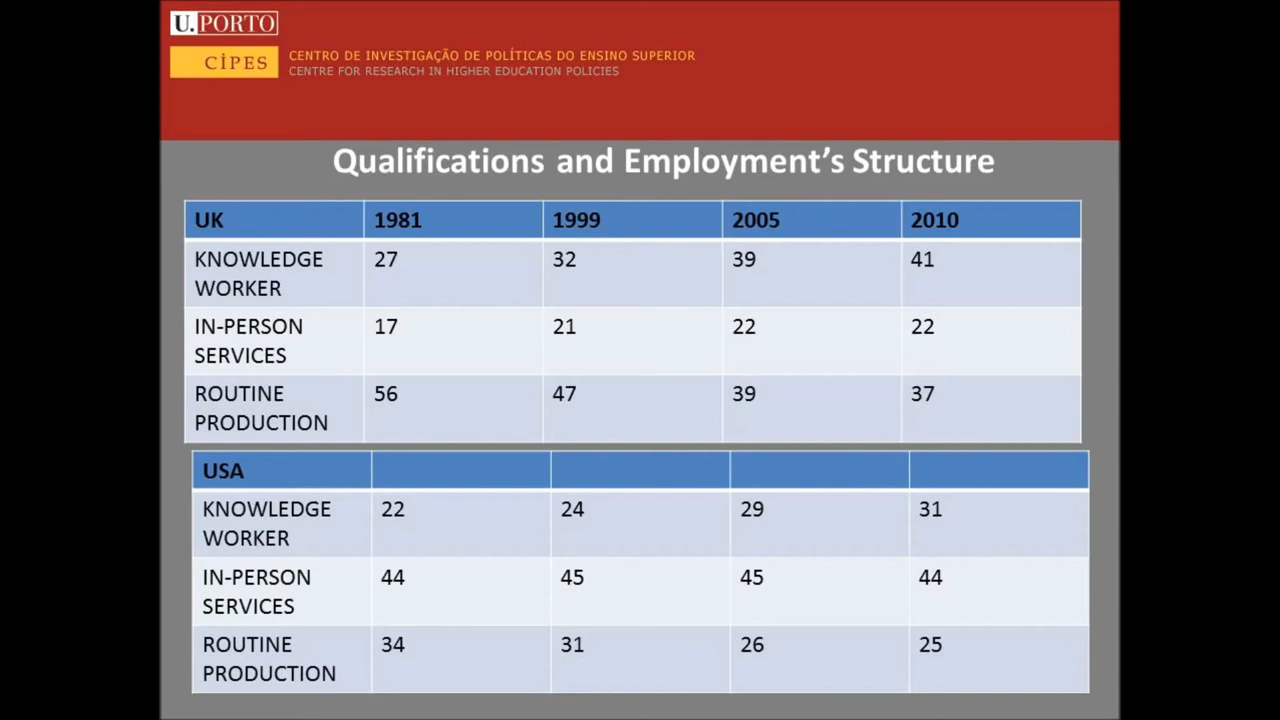 U. PORTO
CİPES
CENTRO DE INVESTIGAÇÃO DE POLÍTICAS DO ENSINO SUPERIOR
CENTRE FOR RESEARCH IN HIGHER EDUCATION POLICIES
Qualifications and Employment’s Structure
UK 1981 1999 2005 2010
KNOWLEDGE WORKER 27 32 39 41
IN-PERSON SERVICES 17 21 22 22
ROUTINE PRODUCTION 56 47 39 37
USA
KNOWLEDGE WORKER 22 24 29 31
IN-PERSON SERVICES 44 45 45 44
ROUTINE PRODUCTION 34 31 26 25